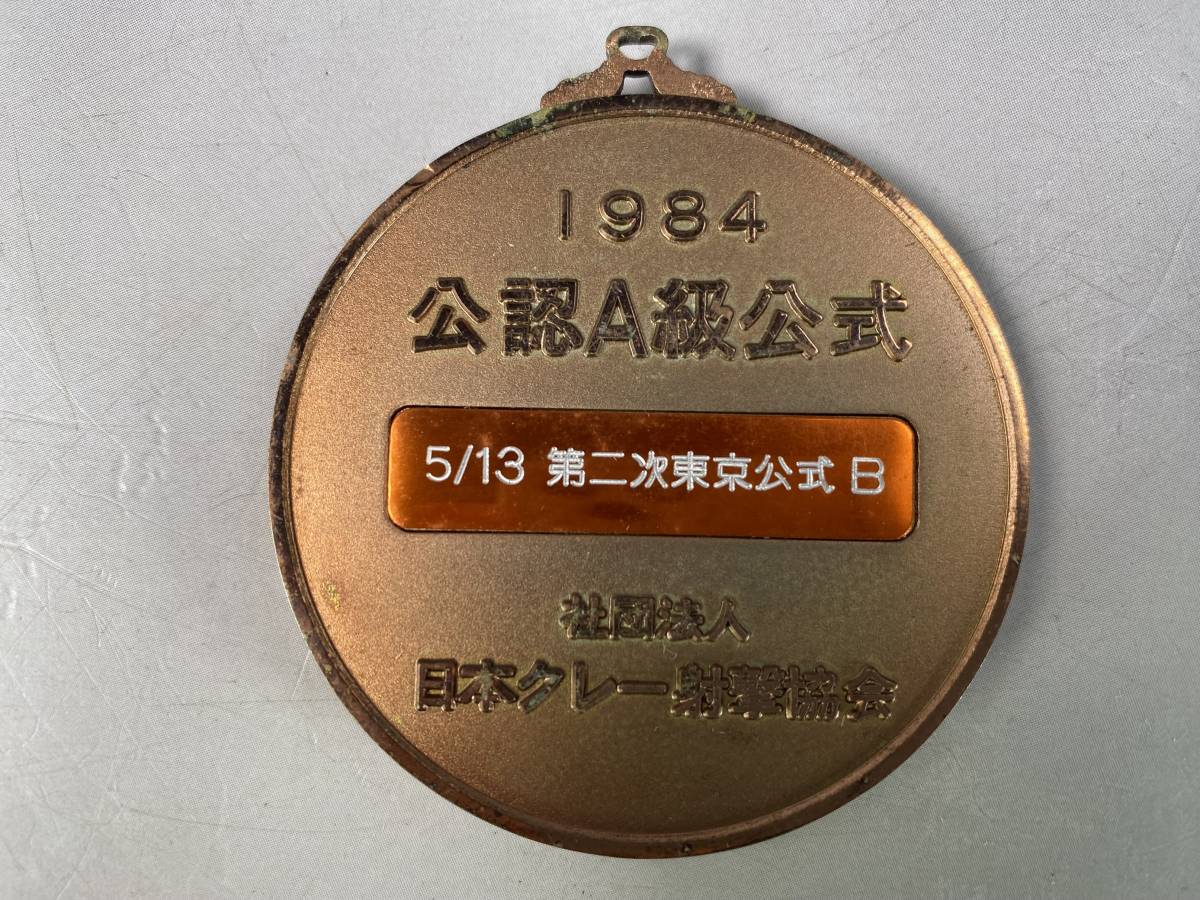 1984
公認A級公式
5/13 第二次東京公式 B
社団法人
日本クレー射撃協会